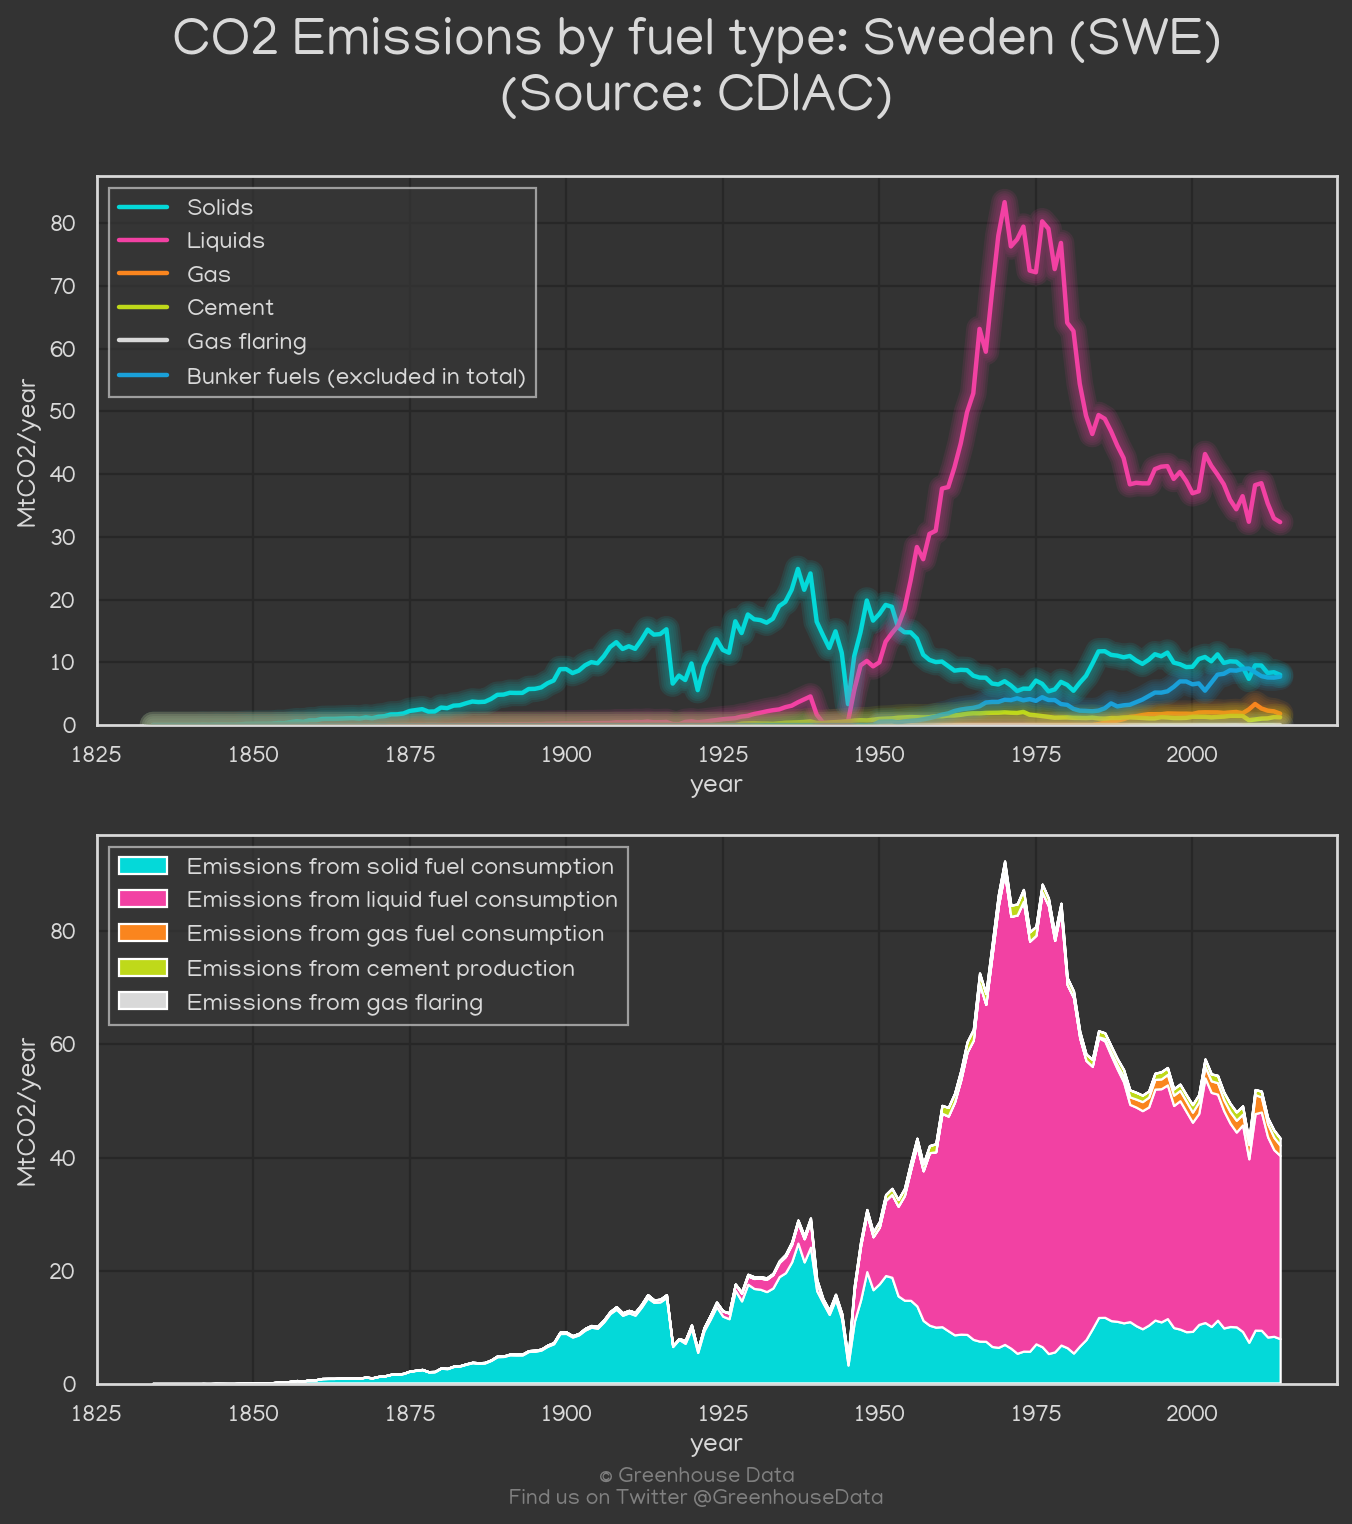 CO2 Emissions by fuel type: Sweden (SWE)
(Source: CDIAC)
Solids
Liquids
Gas
Cement
Gas flaring
Bunker fuels (excluded in total)
MtCO2/year
80
70
60
50
40
30
20
10
0
1825 1850 1875 1900 1925 1950 1975 2000
year
Emissions from solid fuel consumption
Emissions from liquid fuel consumption
Emissions from gas fuel consumption
Emissions from cement production
Emissions from gas flaring
MtCO2/year
80
60
40
20
0
1825 1850 1875 1900 1925 1950 1975 2000
year
© Greenhouse Data
Find us on Twitter @GreenhouseData